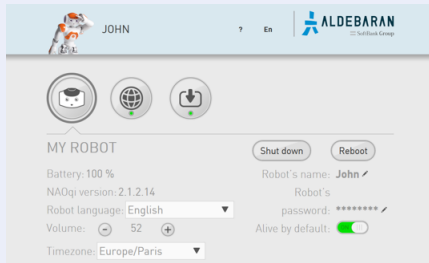 JOHN ? En ALDEBARAN
SoftBank Group
MY ROBOT Shut down Reboot
Battery: 100 % Robot's name: John
NAOqi version: 2.1.2.14 Robot's
Robot language: English password: ********
Volume: - 52 + Alive by default:
Timezone: Europe/Paris